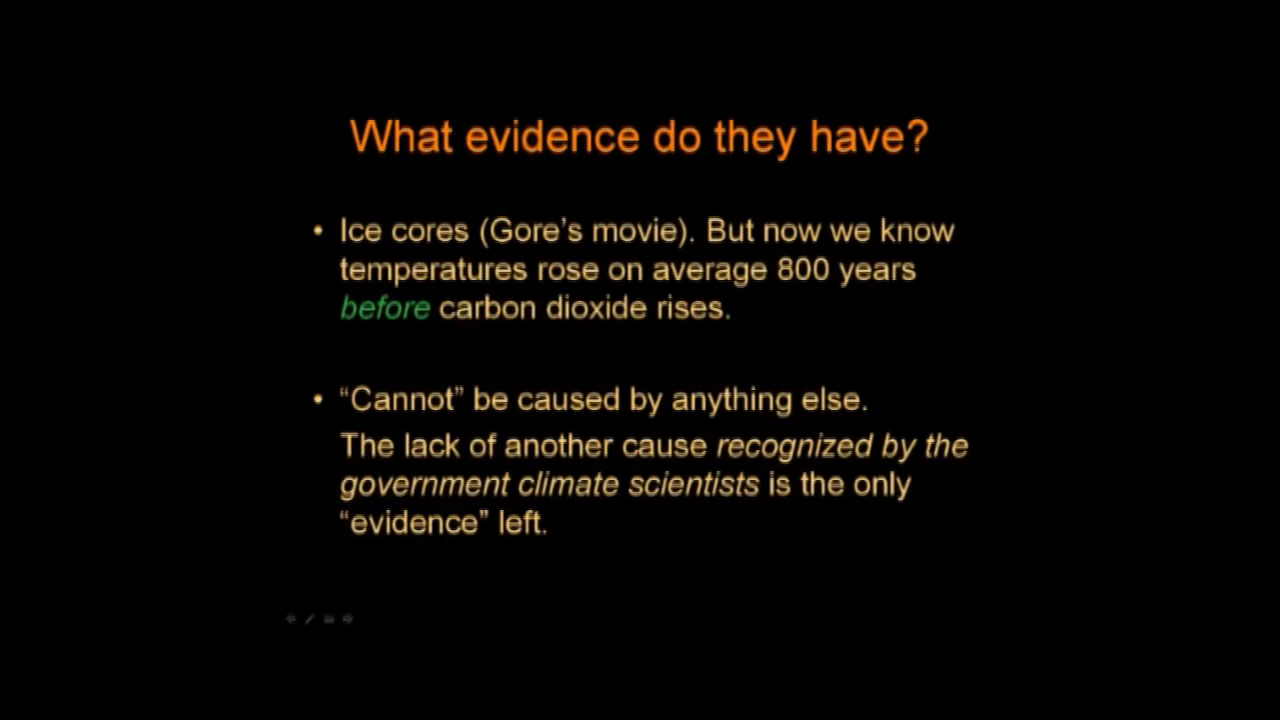 What evidence do they have?
• Ice cores (Gore's movie). But now we know
temperatures rose on average 800 years
before carbon dioxide rises.
• “Cannot” be caused by anything else.
The lack of another cause recognized by the
government climate scientists is the only
“evidence” left.